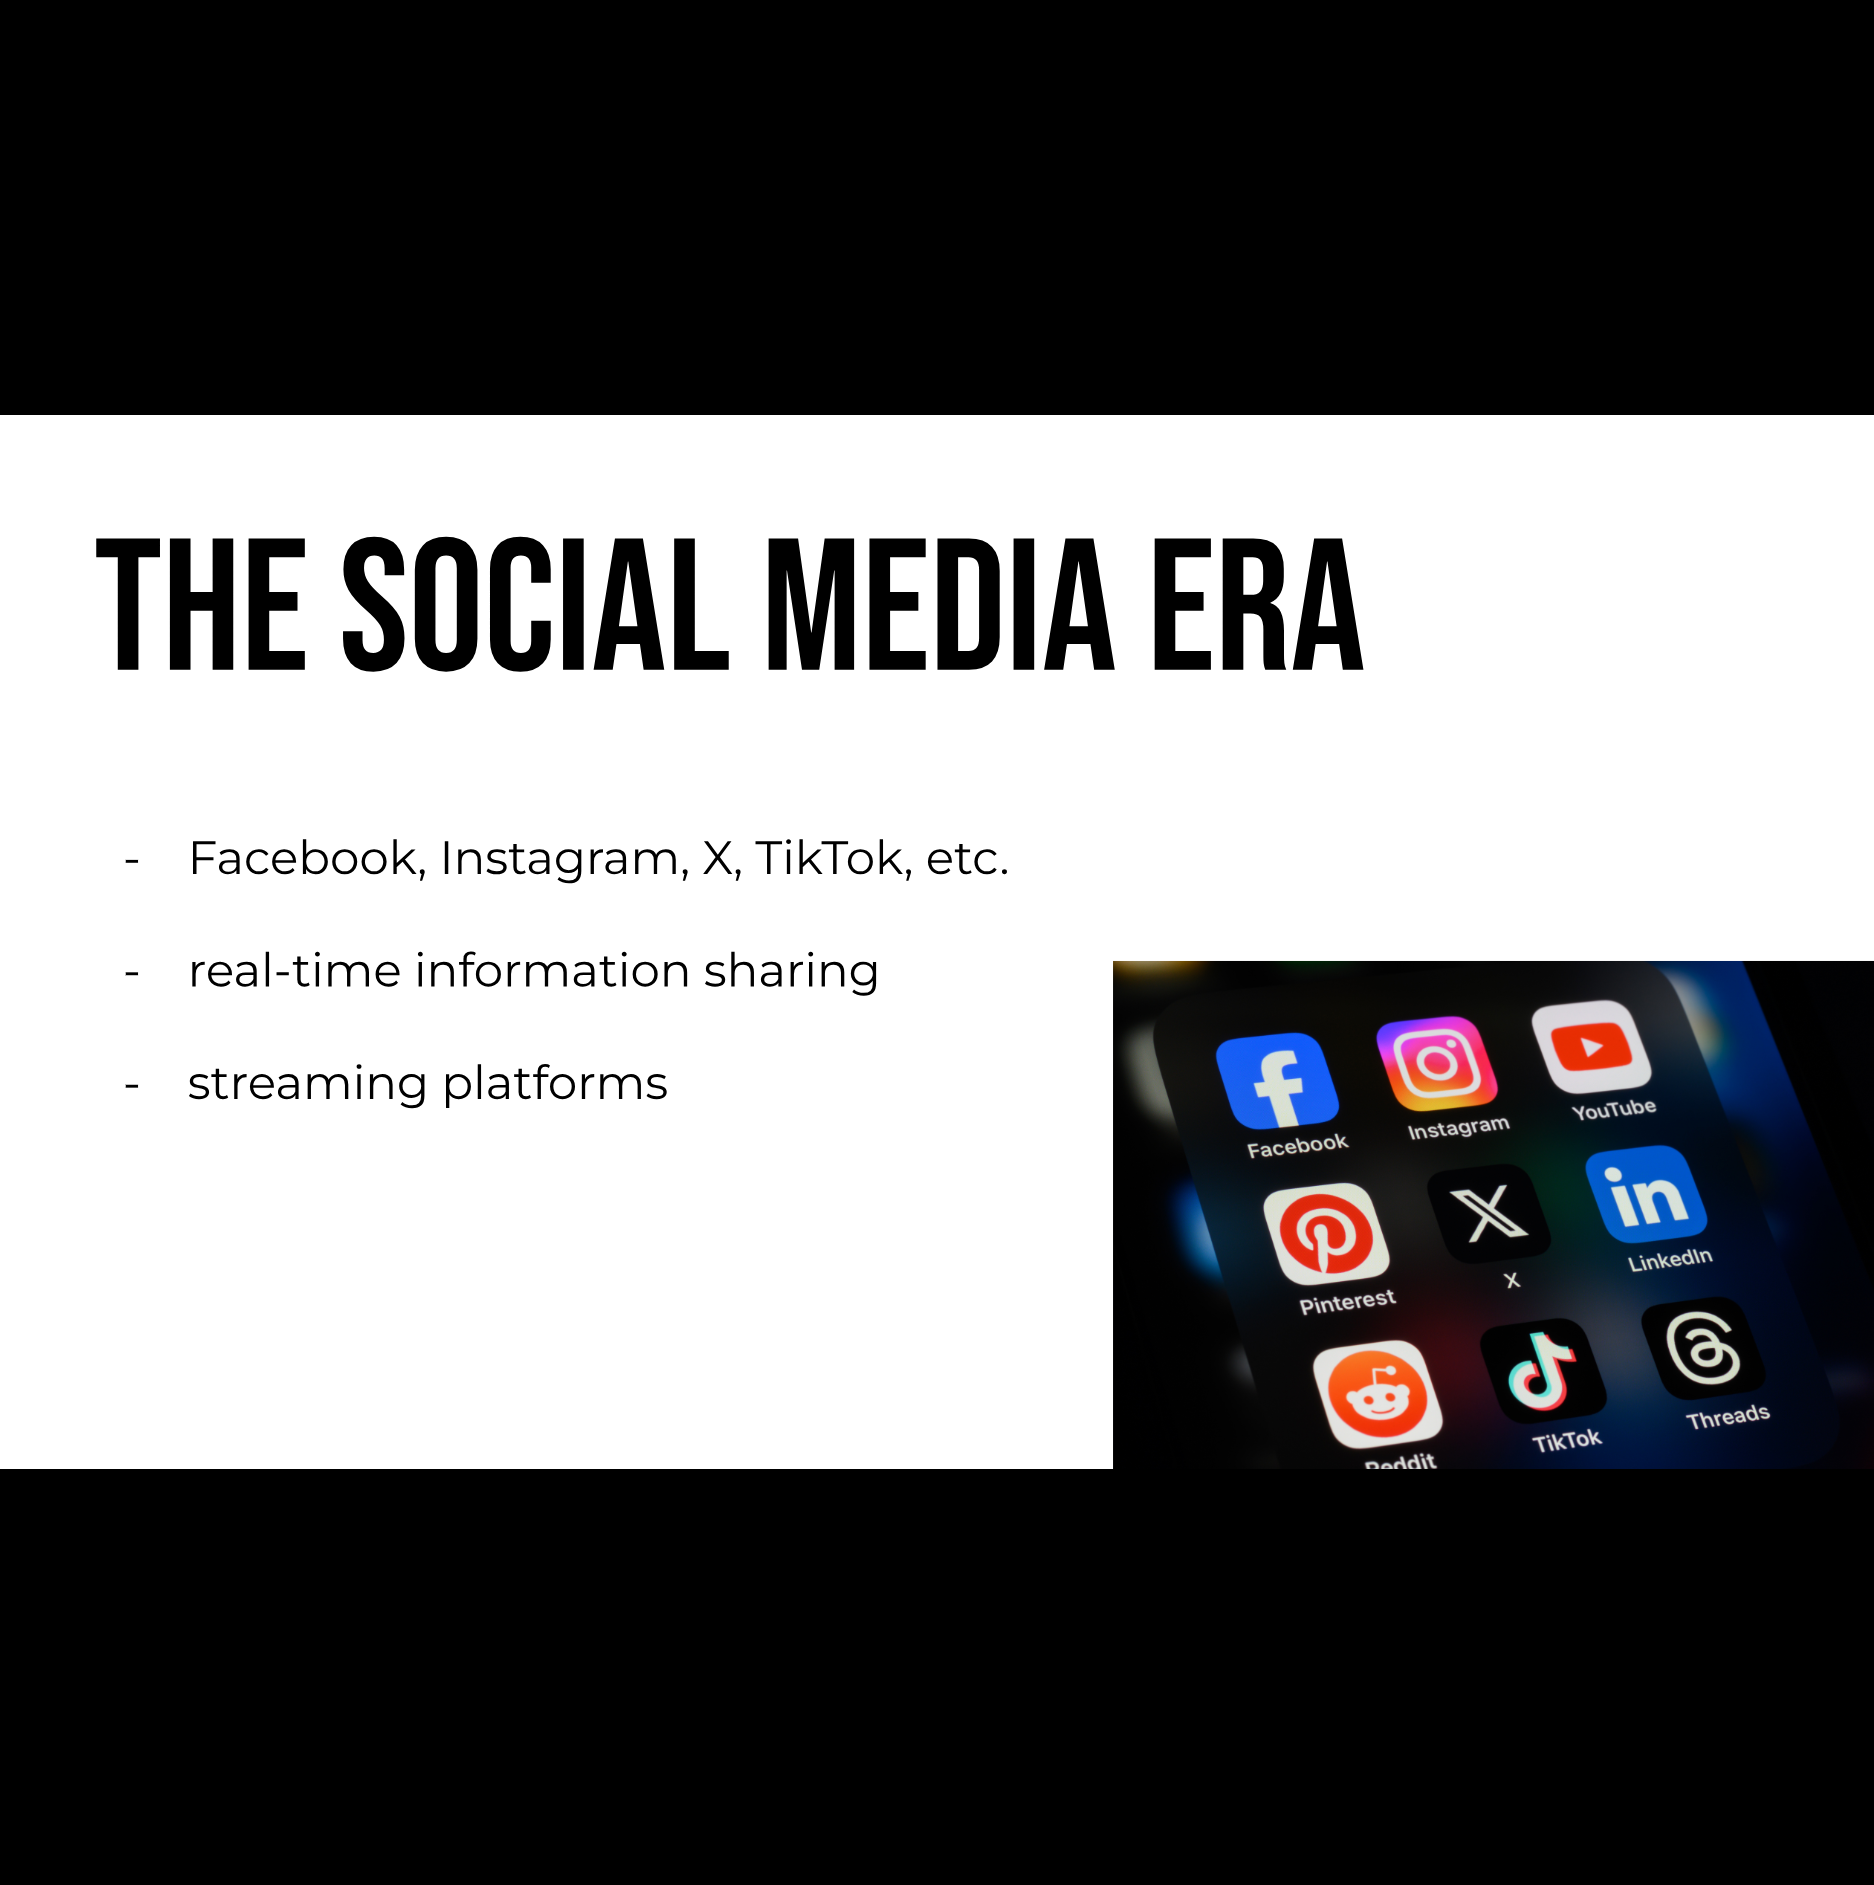 THE SOCIAL MEDIA ERA
- Facebook, Instagram, X, TikTok, etc.
- real-time information sharing
- streaming platforms
Facebook Instagram YouTube
Pinterest X LinkedIn
Reddit TikTok Threads